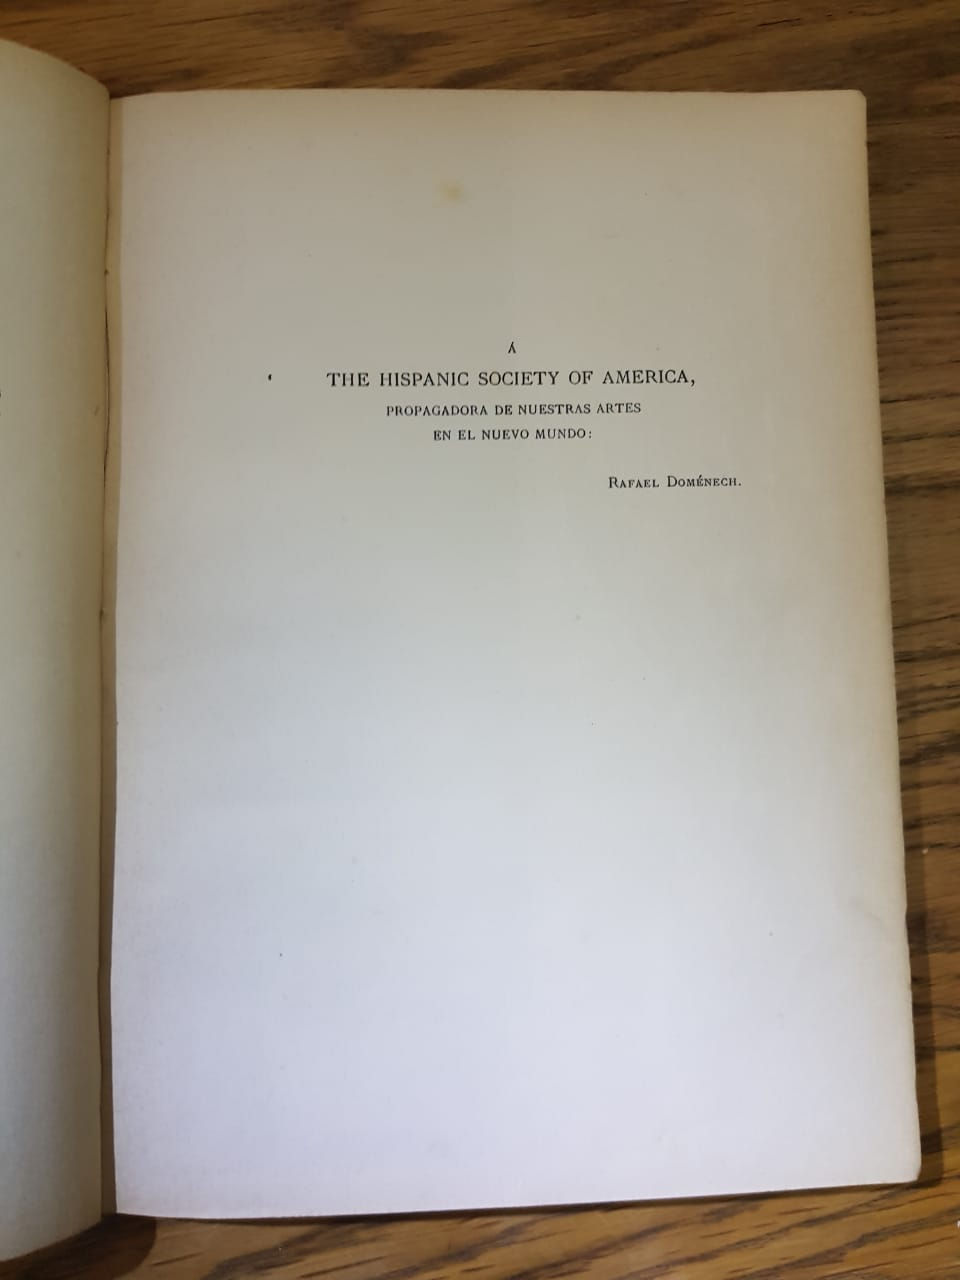 Á
THE HISPANIC SOCIETY OF AMERICA,
PROPAGADORA DE NUESTRAS ARTES
EN EL NUEVO MUNDO:
RAFAEL DOMÉNECH.